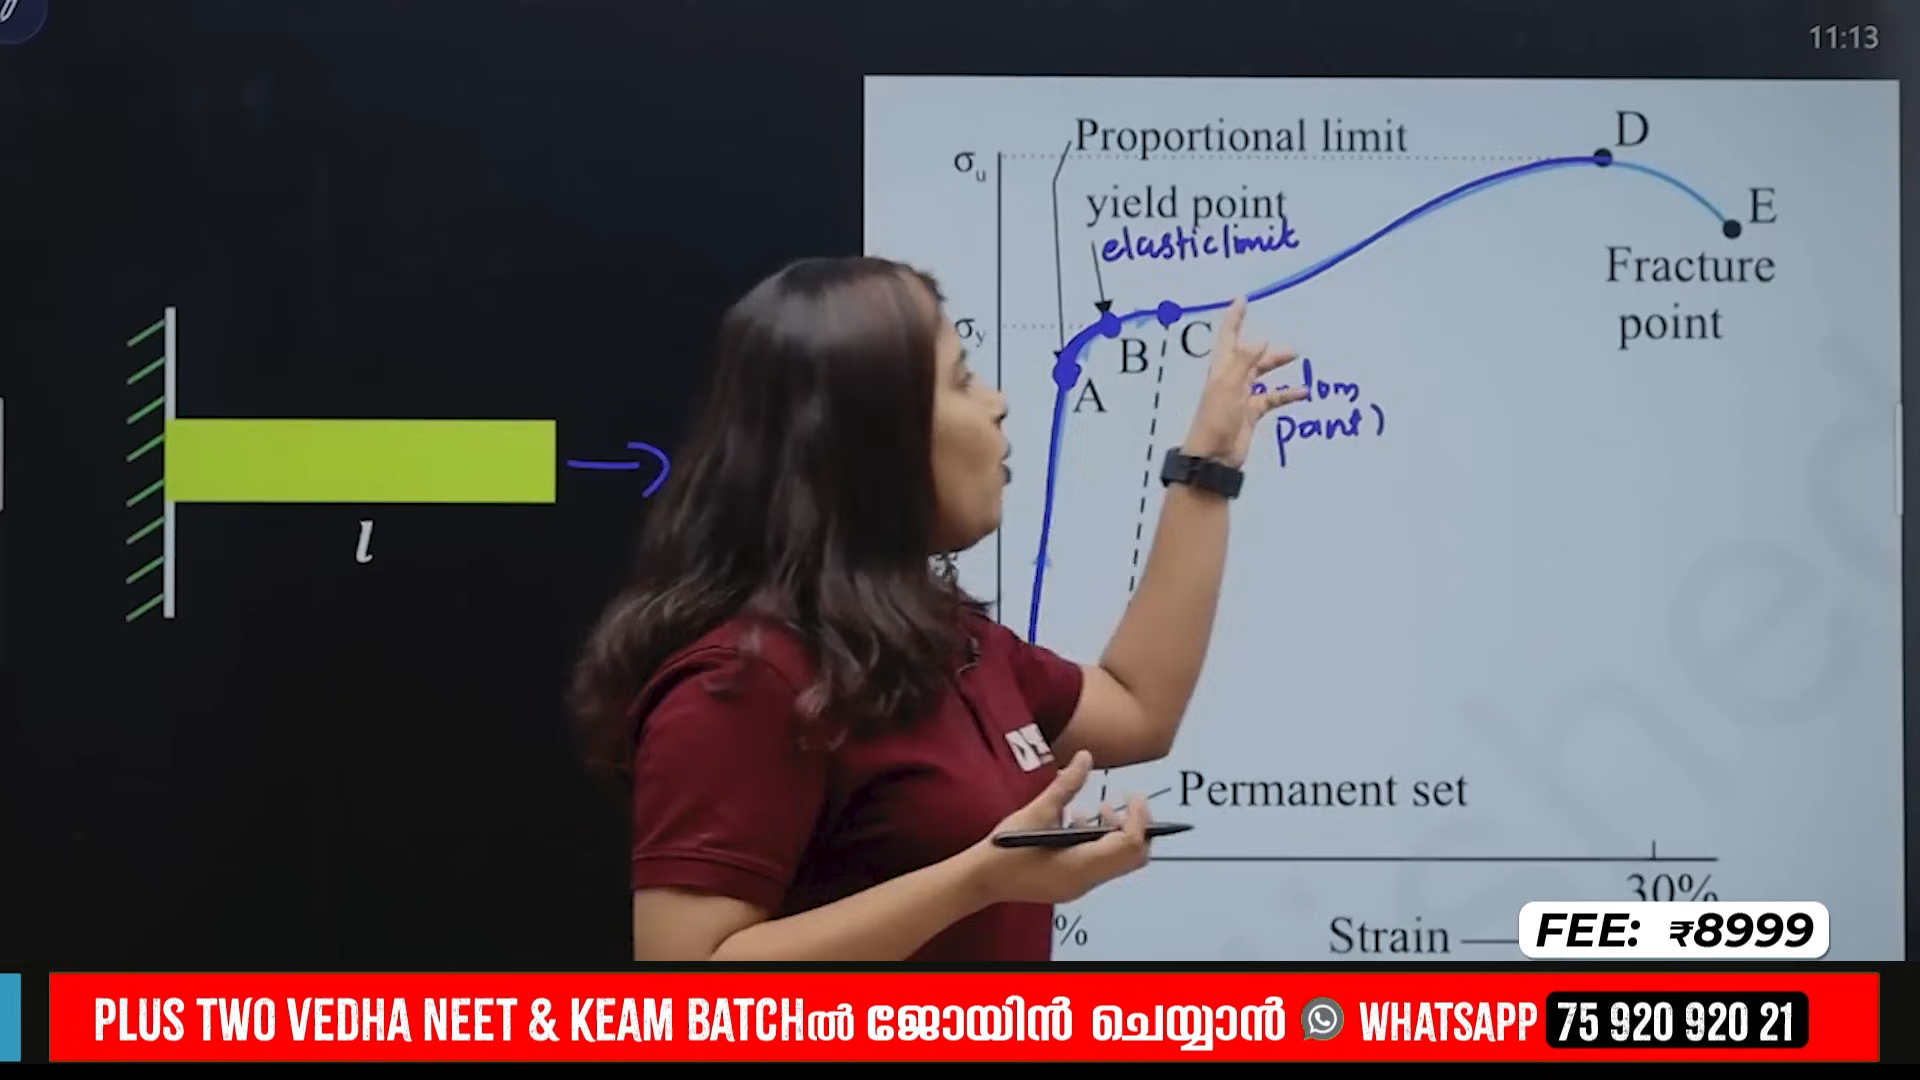 11:13
Proportional limit
D
σu
yield point
E
elasticlimit
Fracture
point
σy
B
C
A
point)
l
Permanent set
30%
%
Strain
FEE: ₹8999
PLUS TWO VEDHA NEET & KEAM BATCHൽ ജോയിൻ ചെയ്യാൻ WHATSAPP 75 920 920 21